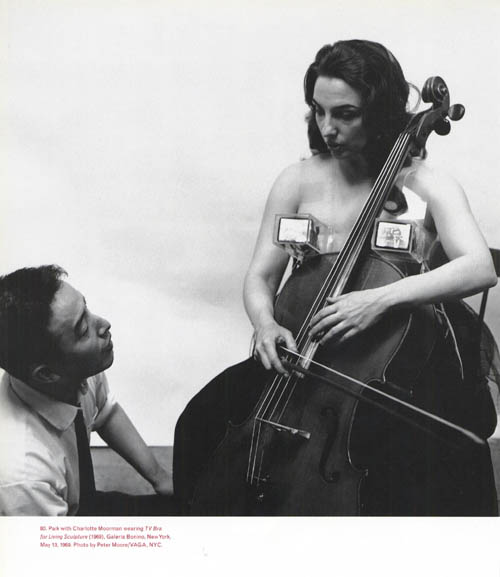 80. Paik with Charlotte Moorman wearing TV Bra
for Living Sculpture (1969), Galeria Bonino, New York,
May 13, 1969. Photo by Peter Moore/VAGA, NYC.